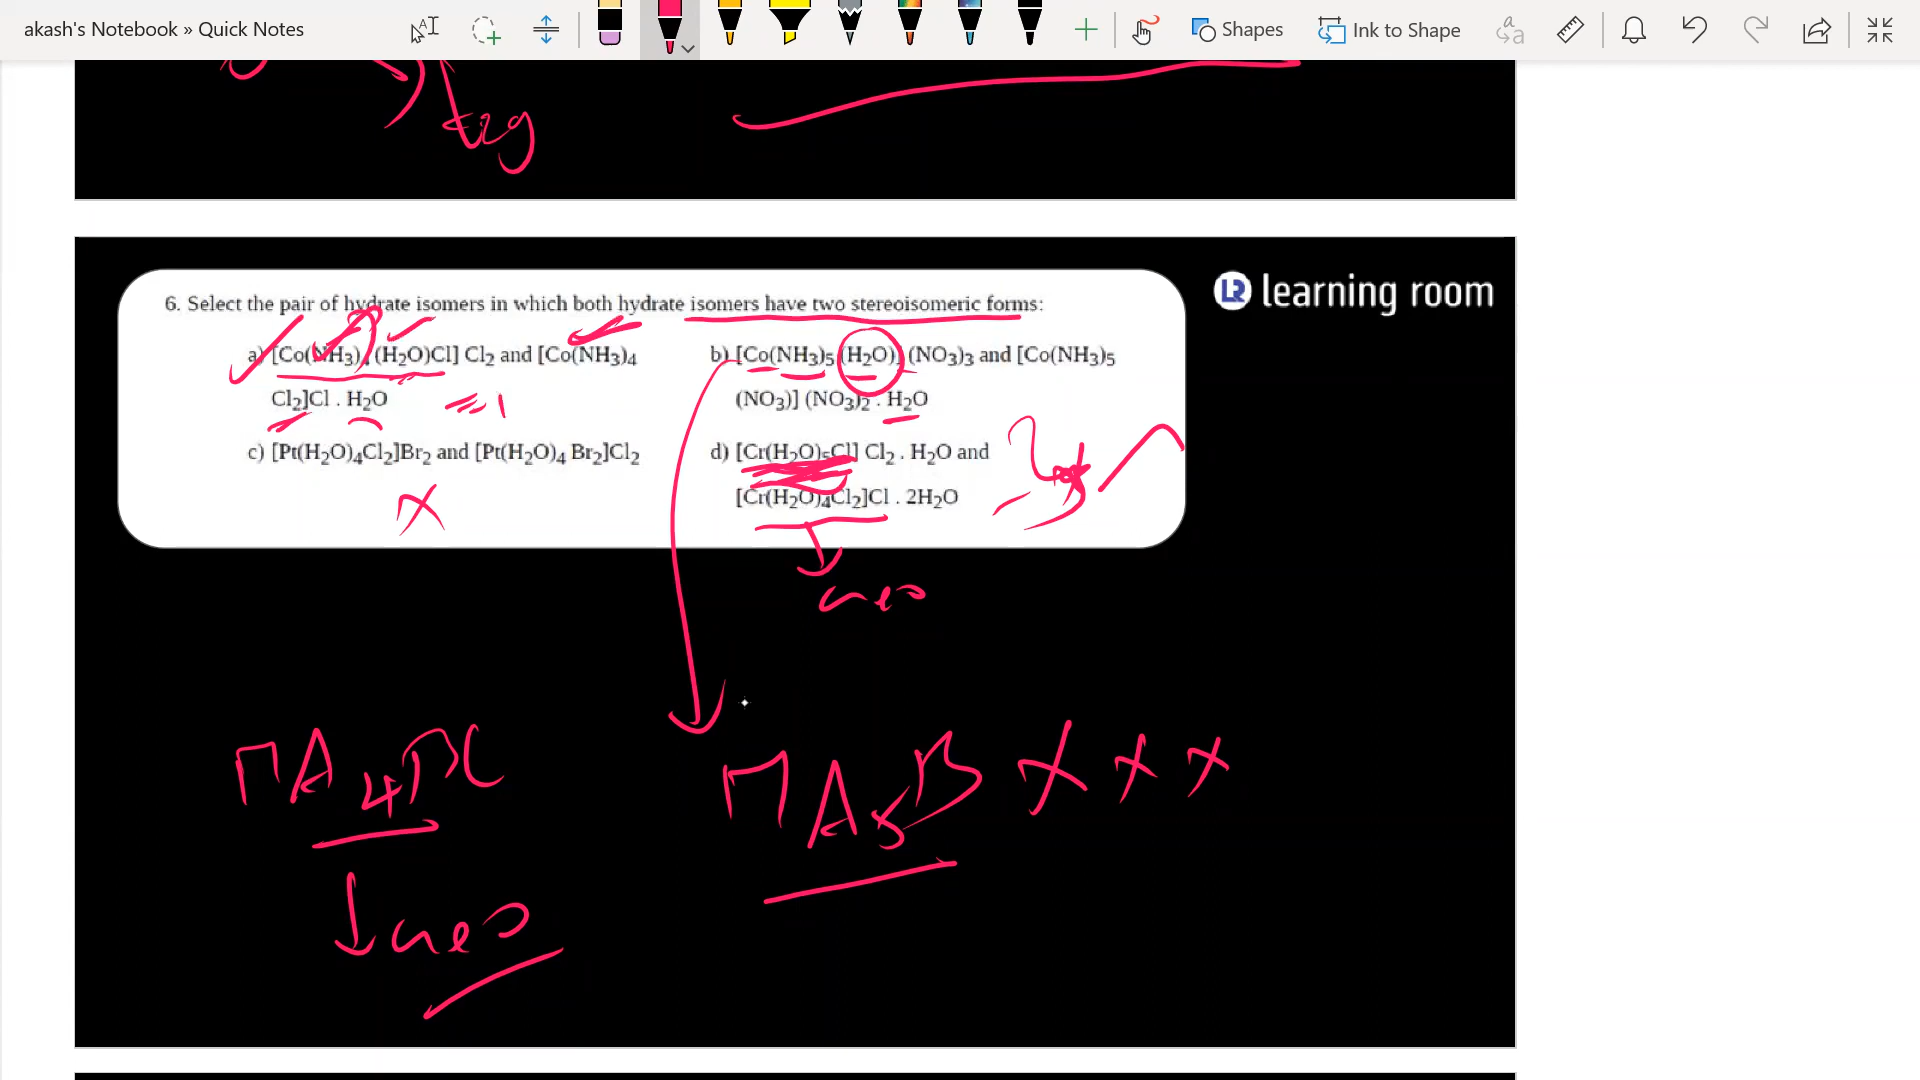 akash's Notebook » Quick Notes
Shapes
Ink to Shape
t2g
learning room
6. Select the pair of hydrate isomers in which both hydrate isomers have two stereoisomeric forms:
a) [Co(NH3)4 (H2O)Cl] Cl2 and [Co(NH3)4
Cl2]Cl . H2O
b) [Co(NH3)5 (H2O)] (NO3)3 and [Co(NH3)5
(NO3)] (NO3)2 . H2O
c) [Pt(H2O)4Cl2]Br2 and [Pt(H2O)4 Br2]Cl2
d) [Cr(H2O)5Cl] Cl2 . H2O and
[Cr(H2O)4Cl2]Cl . 2H2O
geo
MA4BC
MA5B X X X
geo